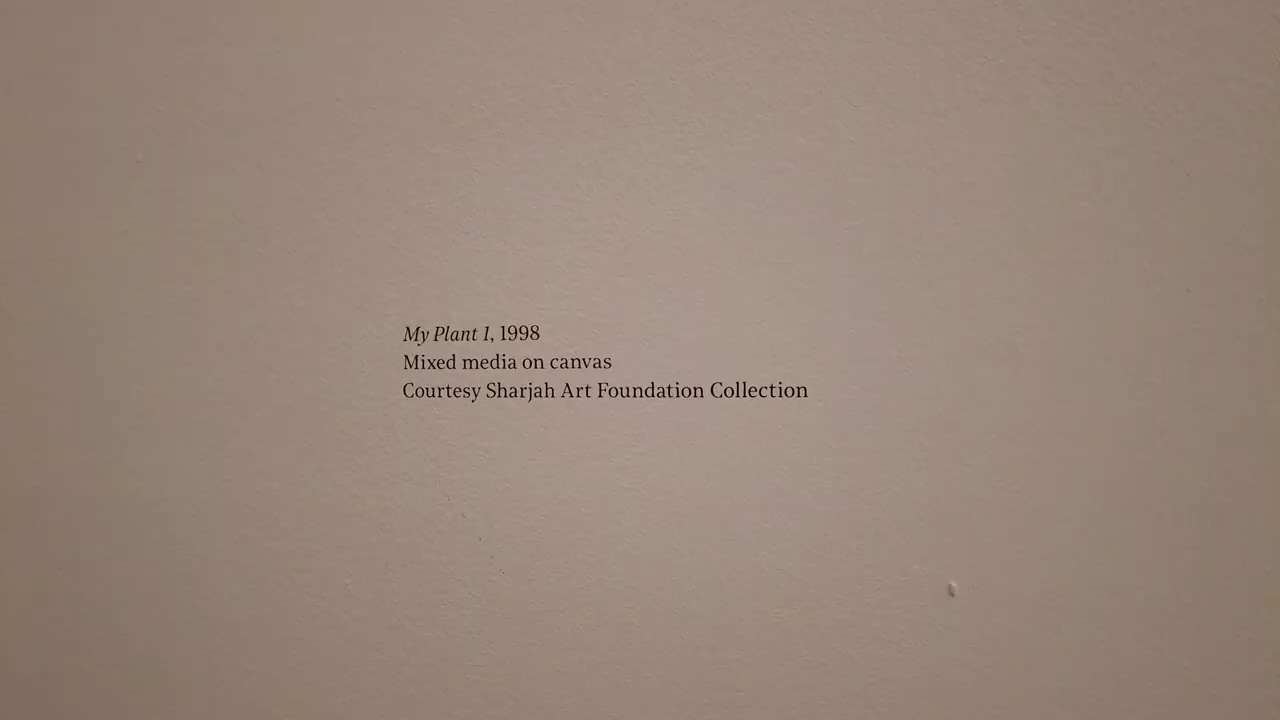 My Plant 1, 1998
Mixed media on canvas
Courtesy Sharjah Art Foundation Collection